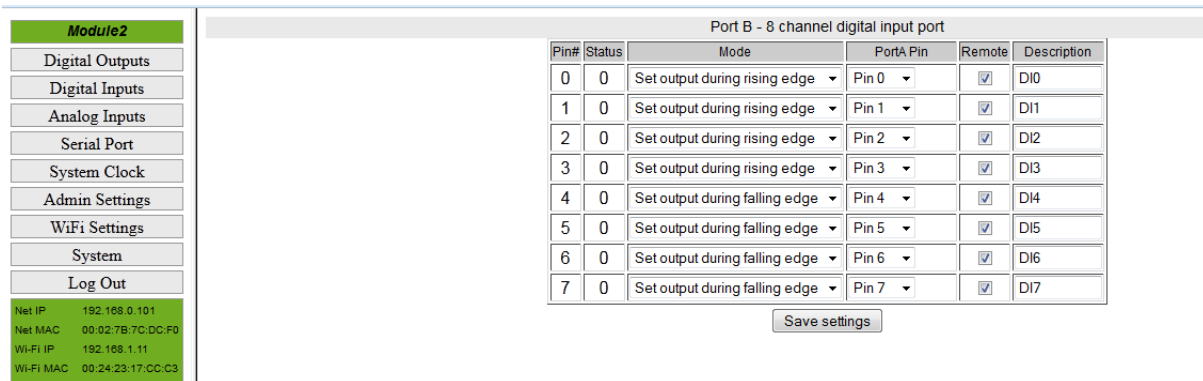 Module2
Digital Outputs
Digital Inputs
Analog Inputs
Serial Port
System Clock
Admin Settings
WiFi Settings
System
Log Out
Net IP 192.168.0.101
Net MAC 00:02:7B:7C:DC:F0
Wi-Fi IP 192.168.1.11
Wi-Fi MAC 00:24:23:17:CC:C3
Port B - 8 channel digital input port
Pin# Status Mode PortA Pin Remote Description
0 0 Set output during rising edge Pin 0 DI0
1 0 Set output during rising edge Pin 1 DI1
2 0 Set output during rising edge Pin 2 DI2
3 0 Set output during rising edge Pin 3 DI3
4 0 Set output during falling edge Pin 4 DI4
5 0 Set output during falling edge Pin 5 DI5
6 0 Set output during falling edge Pin 6 DI6
7 0 Set output during falling edge Pin 7 DI7
Save settings